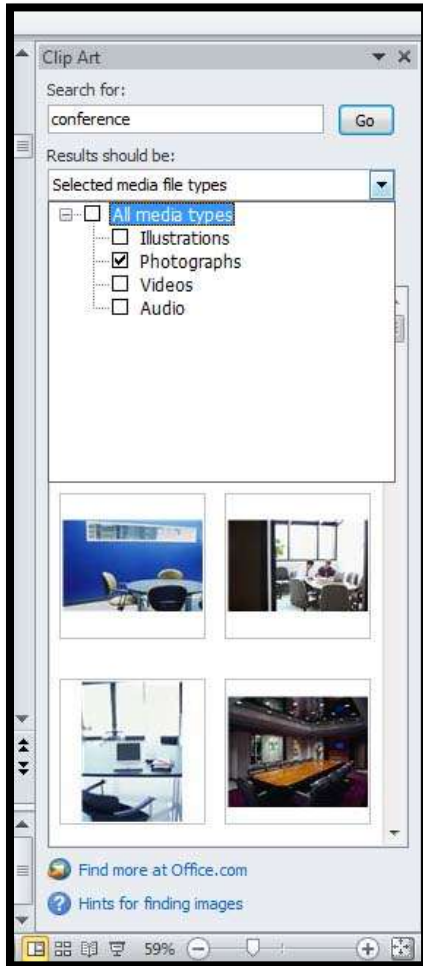 Clip Art
Search for:
conference
Go
Results should be:
Selected media file types
All media types
Illustrations
Photographs
Videos
Audio
Find more at Office.com
Hints for finding images
59%